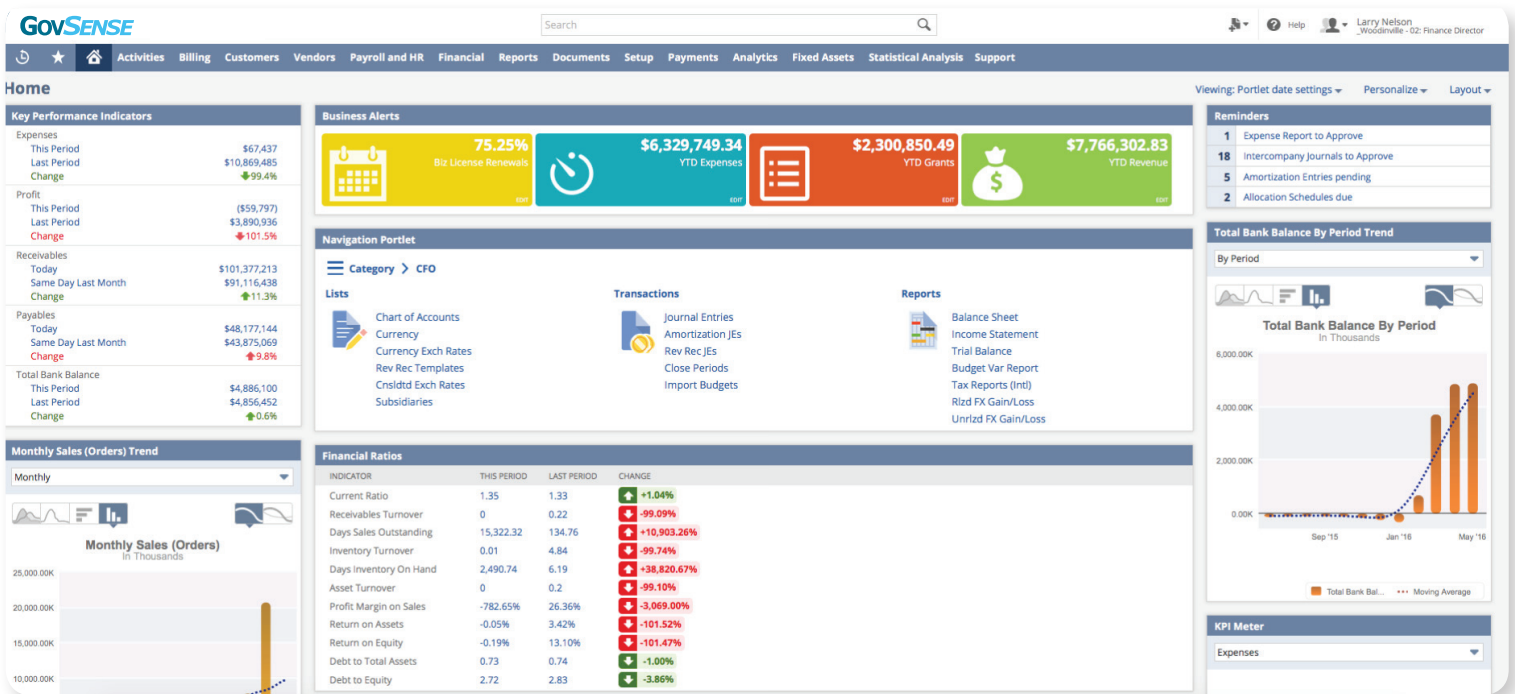 GOVSENSE
Search
Help
Larry Nelson
_Woodinville - 02: Finance Director
Activities Billing Customers Vendors Payroll and HR Financial Reports Documents Setup Payments Analytics Fixed Assets Statistical Analysis Support
Home
Viewing: Portlet date settings Personalize Layout
Key Performance Indicators
Expenses
This Period $67,437
Last Period $10,869,485
Change 99.4%
Profit
This Period ($59,797)
Last Period $3,890,936
Change 101.5%
Receivables
Today $101,377,213
Same Day Last Month $91,116,438
Change 11.3%
Payables
Today $48,177,144
Same Day Last Month $43,875,069
Change 9.8%
Total Bank Balance
This Period $4,886,100
Last Period $4,856,452
Change 0.6%
Monthly Sales (Orders) Trend
Monthly
Monthly Sales (Orders)
In Thousands
25,000.00K
20,000.00K
15,000.00K
10,000.00K
Business Alerts
75.25%
Biz License Renewals
EDIT
$6,329,749.34
YTD Expenses
EDIT
$2,300,850.49
YTD Grants
EDIT
$7,766,302.83
YTD Revenue
EDIT
Navigation Portlet
Category > CFO
Lists
Chart of Accounts
Currency
Currency Exch Rates
Rev Rec Templates
Cnsldtd Exch Rates
Subsidiaries
Transactions
Journal Entries
Amortization JEs
Rev Rec JEs
Close Periods
Import Budgets
Reports
Balance Sheet
Income Statement
Trial Balance
Budget Var Report
Tax Reports (Intl)
Rlzd FX Gain/Loss
Unrlzd FX Gain/Loss
Financial Ratios
INDICATOR THIS PERIOD LAST PERIOD CHANGE
Current Ratio 1.35 1.33 +1.04%
Receivables Turnover 0 0.22 -99.09%
Days Sales Outstanding 15,322.32 134.76 +10,903.26%
Inventory Turnover 0.01 4.84 -99.74%
Days Inventory On Hand 2,490.74 6.19 +38,820.67%
Asset Turnover 0 0.2 -99.10%
Profit Margin on Sales -782.65% 26.36% -3,069.00%
Return on Assets -0.05% 3.42% -101.52%
Return on Equity -0.19% 13.10% -101.47%
Debt to Total Assets 0.73 0.74 -1.00%
Debt to Equity 2.72 2.83 -3.86%
Reminders
1 Expense Report to Approve
18 Intercompany Journals to Approve
5 Amortization Entries pending
2 Allocation Schedules due
Total Bank Balance By Period Trend
By Period
Total Bank Balance By Period
In Thousands
6,000.00K
4,000.00K
2,000.00K
0.00K
Sep '15 Jan '16 May '16
Total Bank Bal... Moving Average
KPI Meter
Expenses